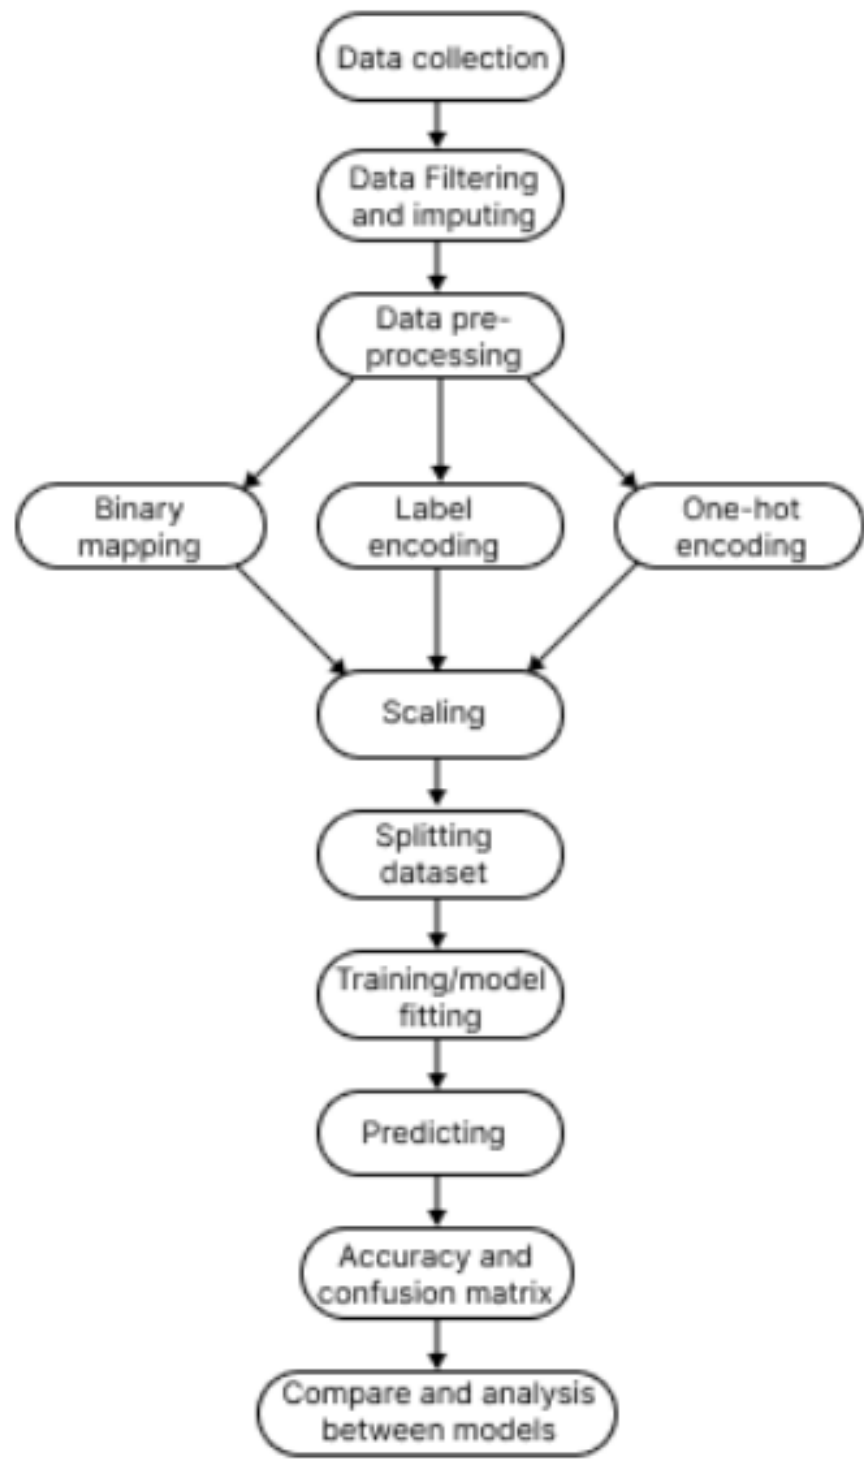 Data collection
Data Filtering
and imputing
Data pre-
processing
Binary
mapping
Label
encoding
One-hot
encoding
Scaling
Splitting
dataset
Training/model
fitting
Predicting
Accuracy and
confusion matrix
Compare and analysis
between models